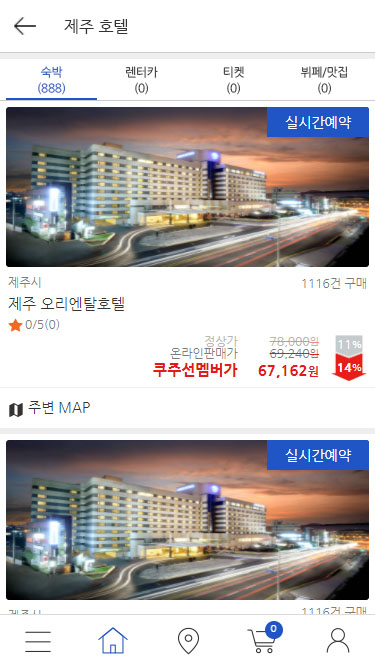 제주 호텔
숙박
(888)
렌터카
(0)
티켓
(0)
뷔페/맛집
(0)
실시간예약
제주시
1116건 구매
제주 오리엔탈호텔
0/5(0)
정상가 78,000원 11%
온라인판매가 69,240원
쿠주선멤버가 67,162원 14%
주변 MAP
실시간예약
제주시
1116건 구매
0